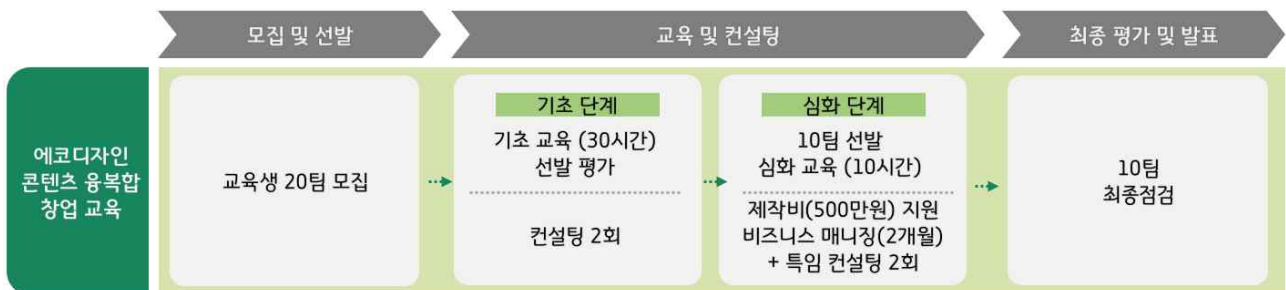 모집 및 선발
교육 및 컨설팅
최종 평가 및 발표
에코디자인
콘텐츠 융복합
창업 교육
교육생 20팀 모집
기초 단계
기초 교육 (30시간)
선발 평가
컨설팅 2회
심화 단계
10팀 선발
심화 교육 (10시간)
제작비(500만원) 지원
비즈니스 매니징(2개월)
+ 특임 컨설팅 2회
10팀
최종점검